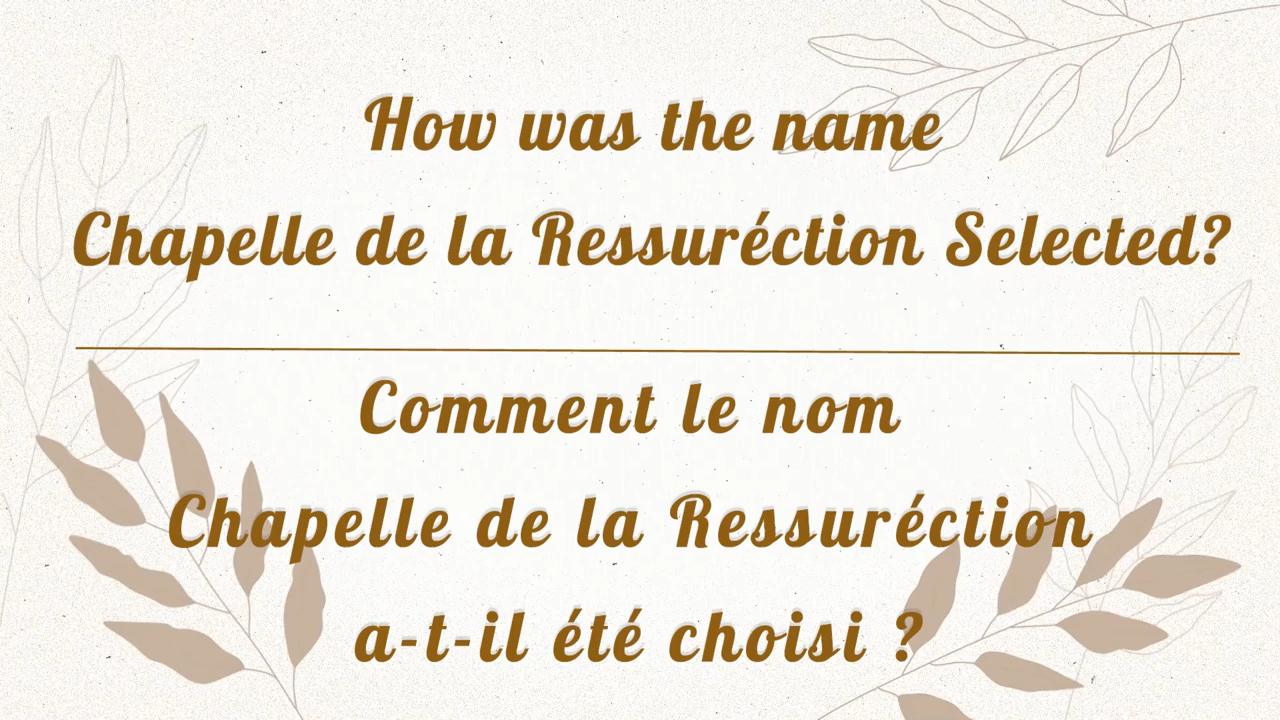 How was the name
Chapelle de la Ressuréction Selected?
Comment le nom
Chapelle de la Ressuréction
a-t-il été choisi ?